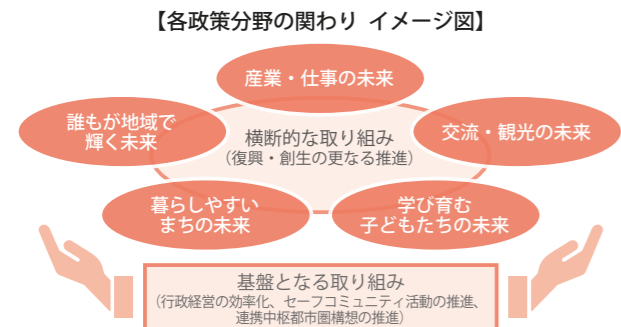 【各政策分野の関わり イメージ図】
産業・仕事の未来
誰もが地域で
輝く未来
横断的な取り組み
（復興・創生の更なる推進）
交流・観光の未来
暮らしやすい
まちの未来
学び育む
子どもたちの未来
基盤となる取り組み
（行政経営の効率化、セーフコミュニティ活動の推進、
連携中枢都市圏構想の推進）